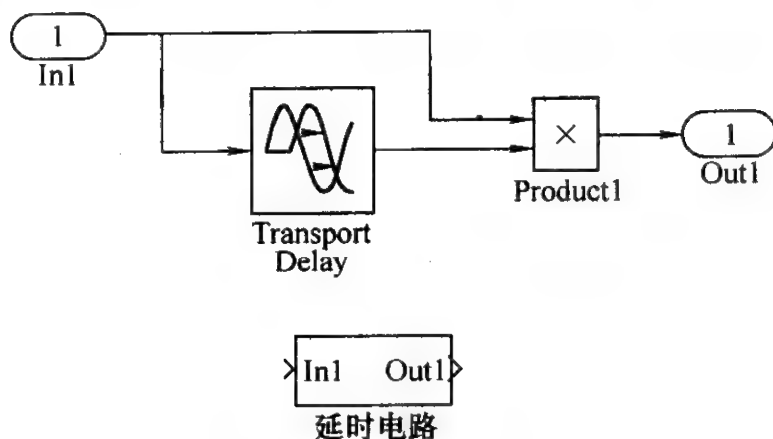 1
In1
Transport
Delay
×
Product1
1
Out1
In1 Out1
延时电路